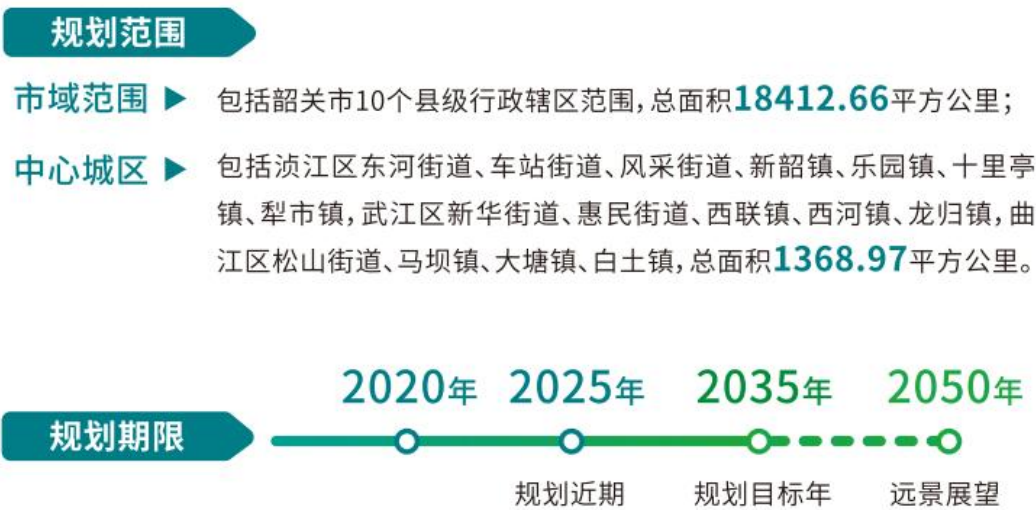 规划范围
市域范围 ▶ 包括韶关市10个县级行政辖区范围，总面积18412.66平方公里；
中心城区 ▶ 包括浈江区东河街道、车站街道、风采街道、新韶镇、乐园镇、十里亭
镇、犁市镇，武江区新华街道、惠民街道、西联镇、西河镇、龙归镇，曲
江区松山街道、马坝镇、大塘镇、白土镇，总面积1368.97平方公里。
2020年 2025年 2035年 2050年
规划期限
规划近期 规划目标年 远景展望